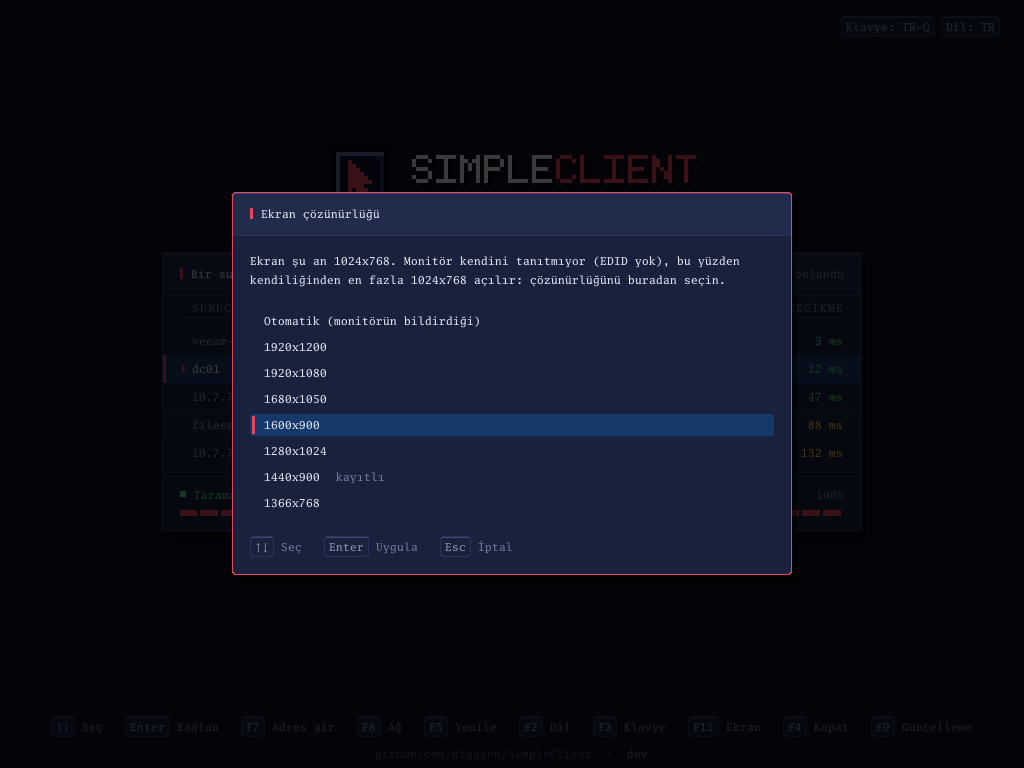 Klavye: TR-Q Dil: TR
SIMPLECLIENT
Ekran çözünürlüğü
Ekran şu an 1024x768. Monitör kendini tanıtmıyor (EDID yok), bu yüzden
kendiliğinden en fazla 1024x768 açılır: çözünürlüğünü buradan seçin.
Otomatik (monitörün bildirdiği)
1920x1200
1920x1080
1680x1050
1600x900
1280x1024
1440x900 kayıtlı
1366x768
↑↓ Seç Enter Uygula Esc İptal
Bir su
bulundu
SUNUC
ECİKME
veeam-
3 ms
dc01
12 ms
10.7.7
47 ms
filese
88 ms
10.7.7
132 ms
Tarama
100%
↑↓ Seç Enter Bağlan F7 Adres gir F8 Ağ F5 Yenile F2 Dil F3 Klavye F11 Ekran F4 Kapat F9 Güncelleme
github.com/diggyen/SimpleClient · dev